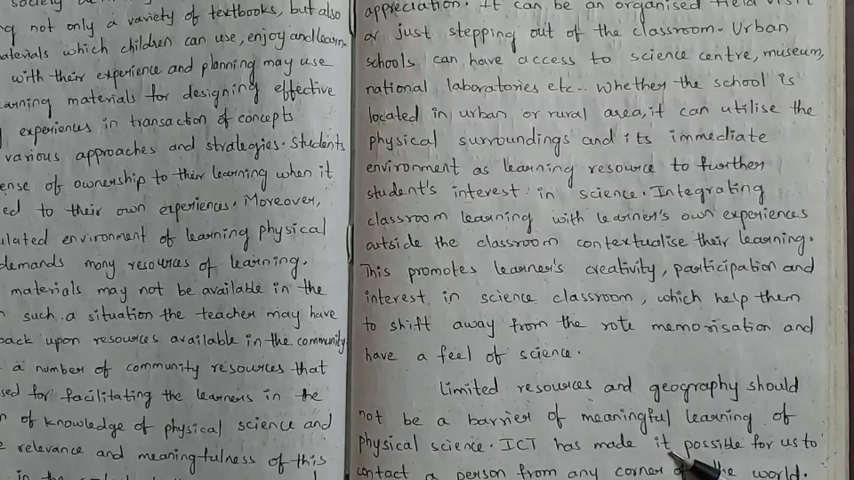 society
not only a variety of textbooks, but also
materials which children can use, enjoy and learn.
with their experience and planning may use
learning materials for designing effective
experiences in transaction of concepts
various approaches and strategies. Students
sense of ownership to their learning when it
ed to their own experiences. Moreover,
ulated environment of learning physical
demands many resources of learning.
materials may not be available in the
such a situation the teacher may have
back upon resources available in the community
a number of community resources that
sed for facilitating the learners in the
of knowledge of physical science and
relevance and meaningfulness of this
in the
appreciation. It can be an organised field visit
or just stepping out of the classroom. Urban
schools can have access to science centre, museum,
national laboratories etc.. Whether the school is
located in urban or rural area, it can utilise the
physical surroundings and its immediate
environment as learning resource to further
student's interest in science. Integrating
classroom learning with learner's own experiences
outside the classroom contextualise their learning.
This promotes learner's creativity, participation and
interest in science classroom, which help them
to shift away from the rote memorisation and
have a feel of science.
Limited resources and geography should
not be a barrier of meaningful learning of
physical science. ICT has made it possible for us to
contact a person from any corner of the world.